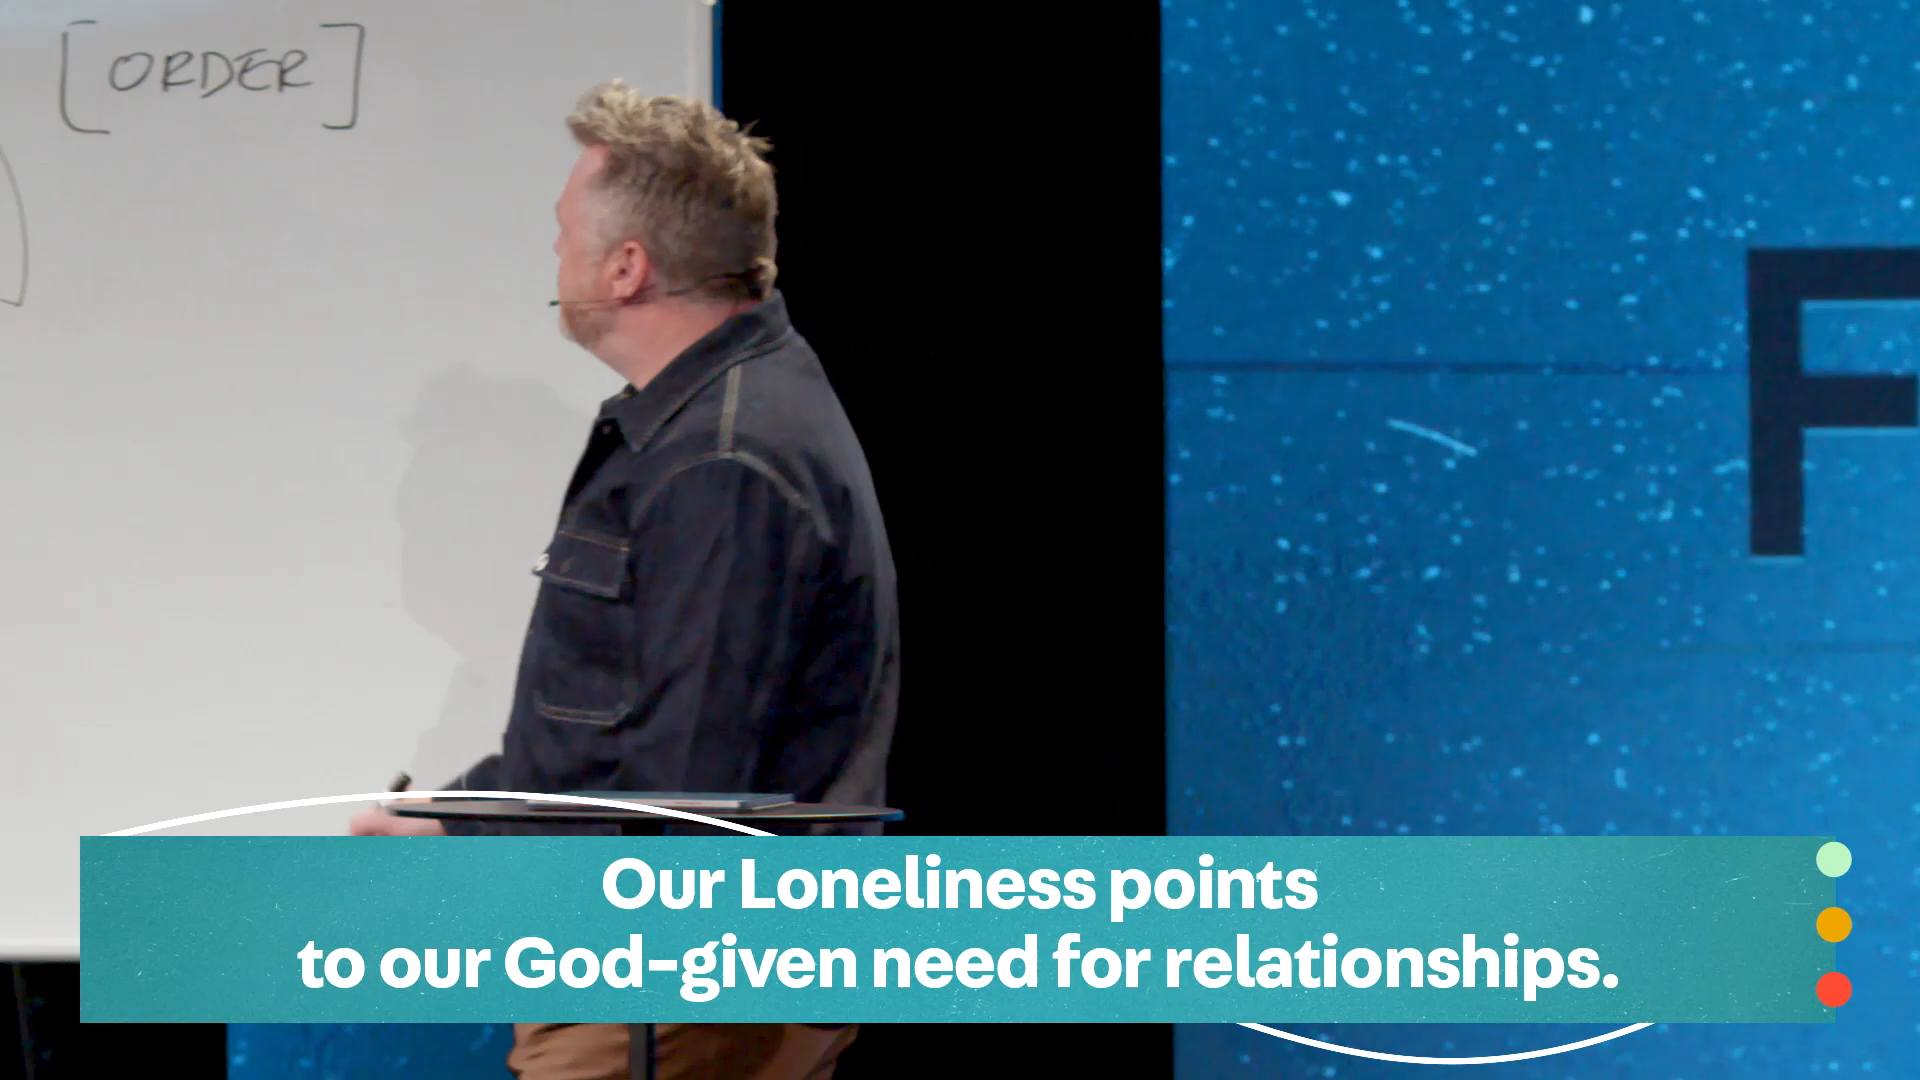 [ORDER]
F
Our Loneliness points
to our God-given need for relationships.